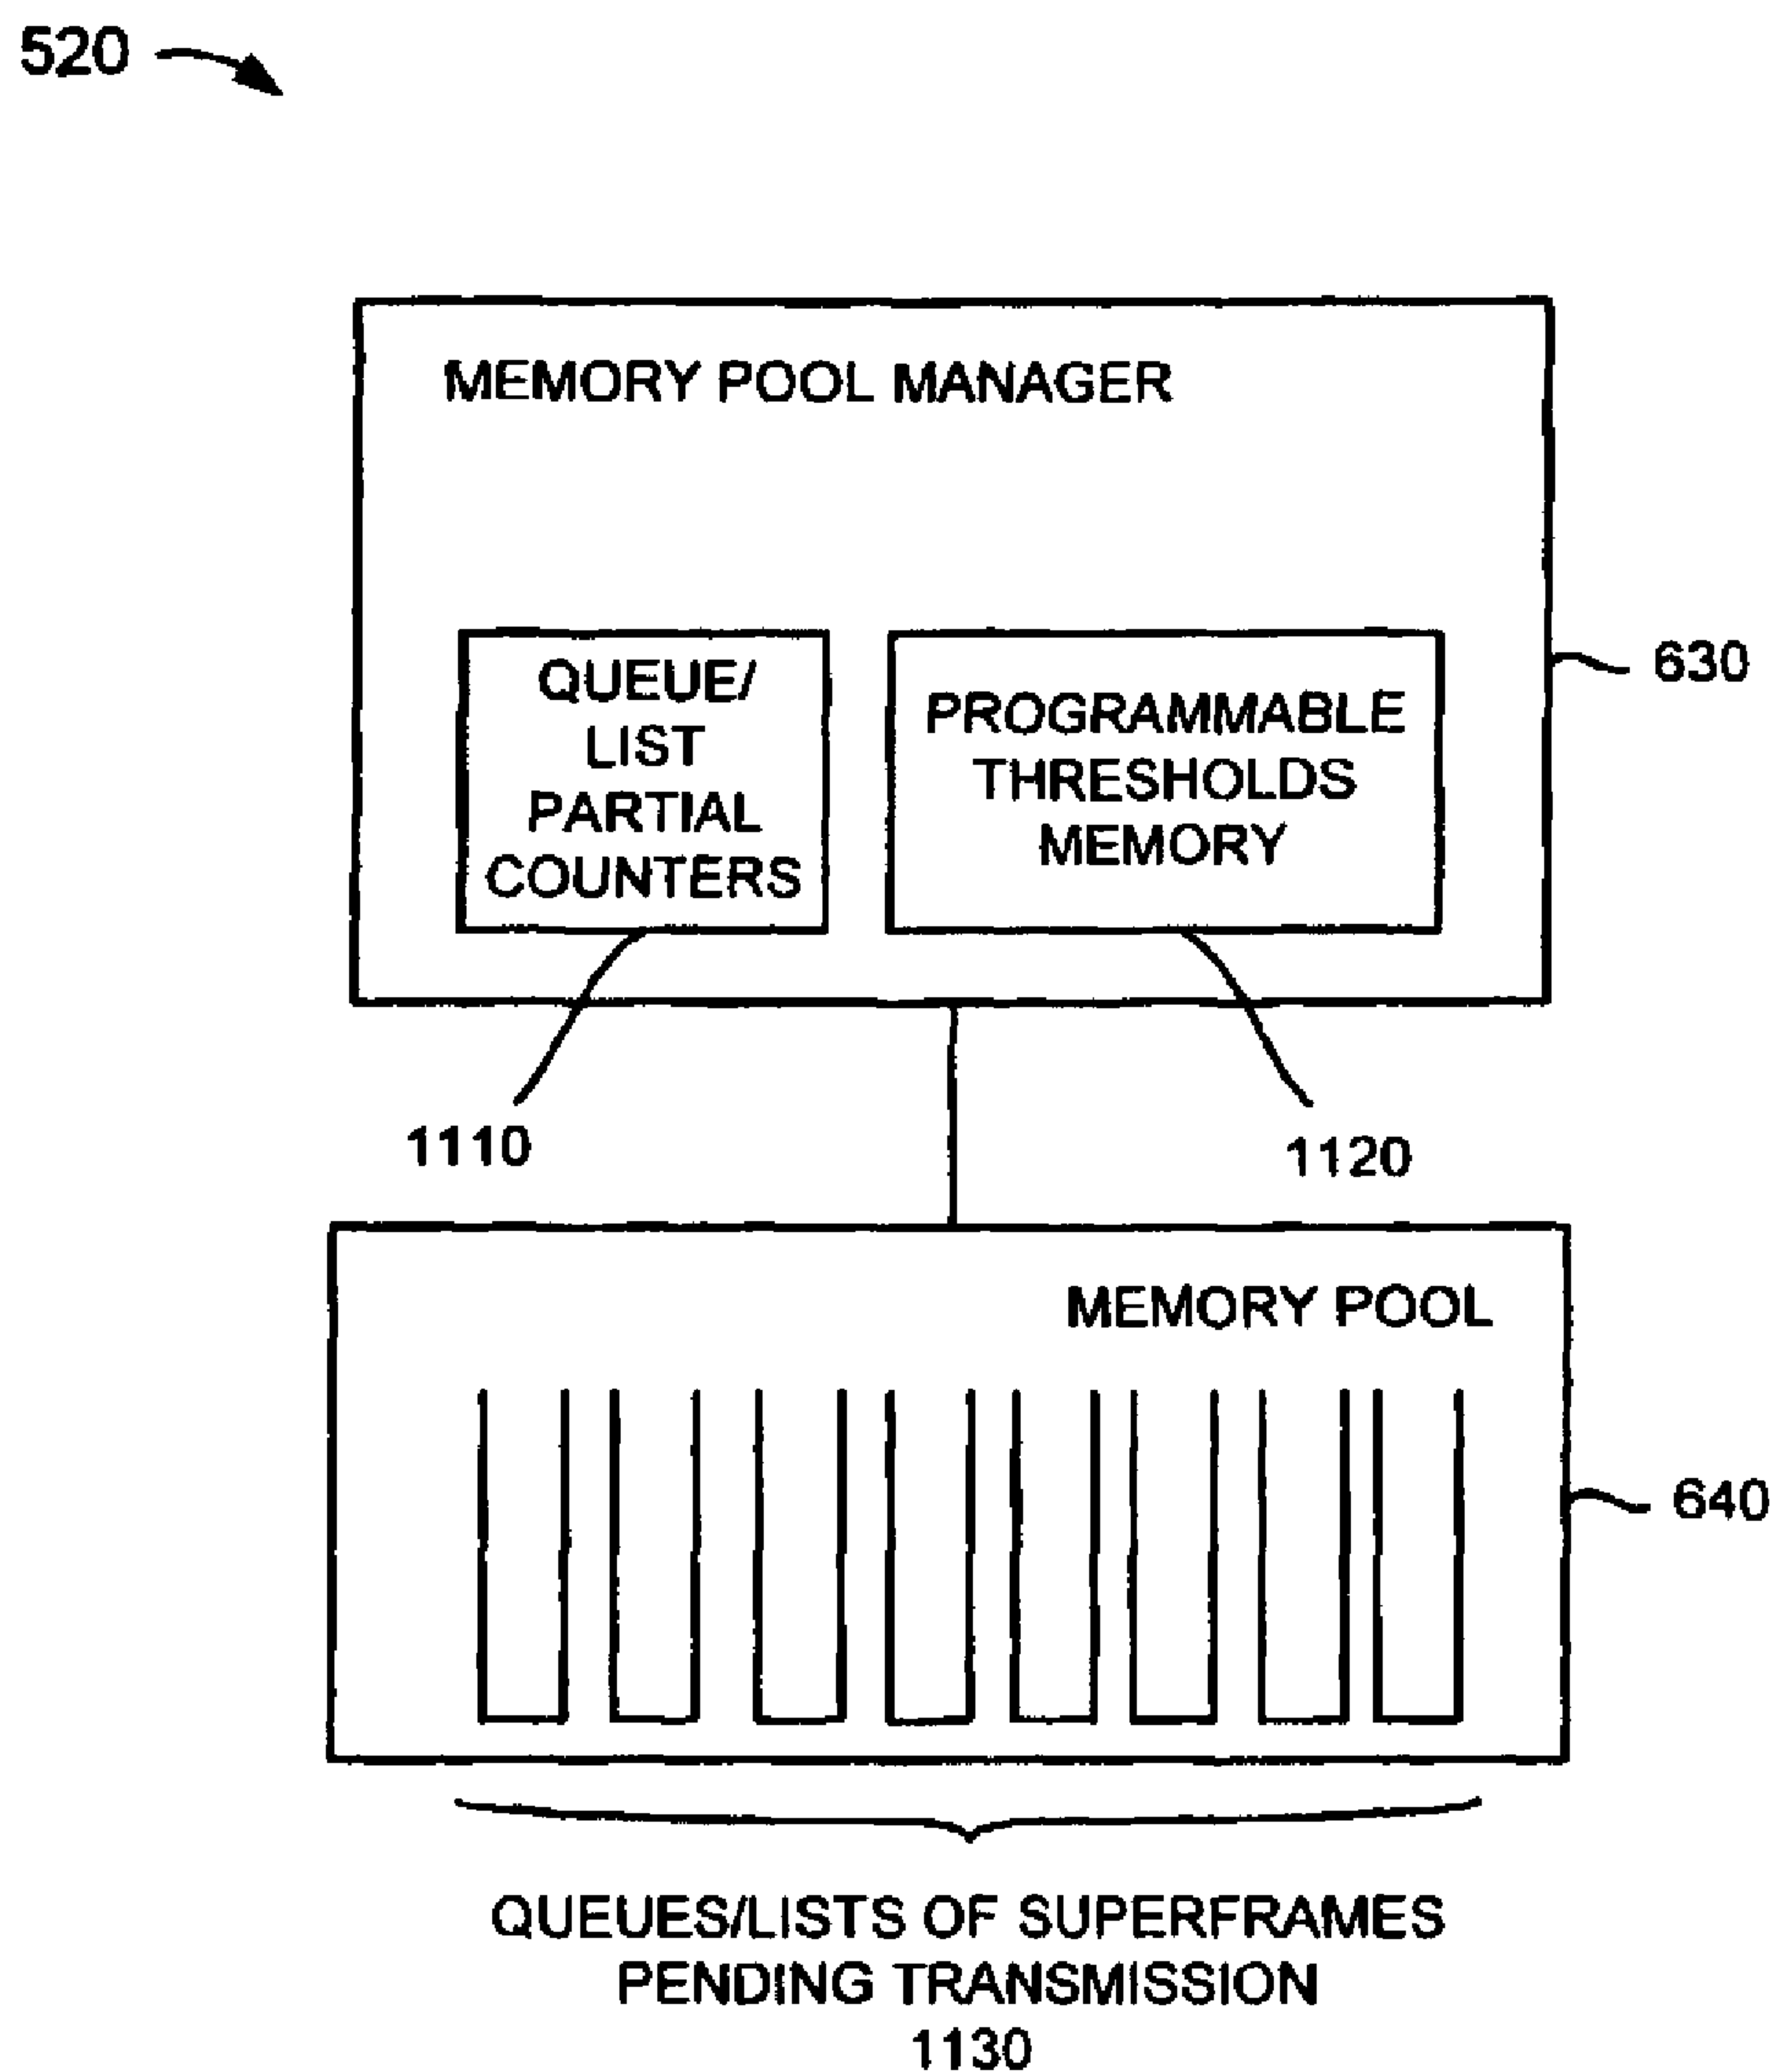 520
MEMORY POOL MANAGER
QUEUE/
LIST
PARTIAL
COUNTERS
PROGRAMMABLE
THRESHOLDS
MEMORY
630
1110
1120
MEMORY POOL
640
QUEUES/LISTS OF SUPERFRAMES
PENDING TRANSMISSION
1130